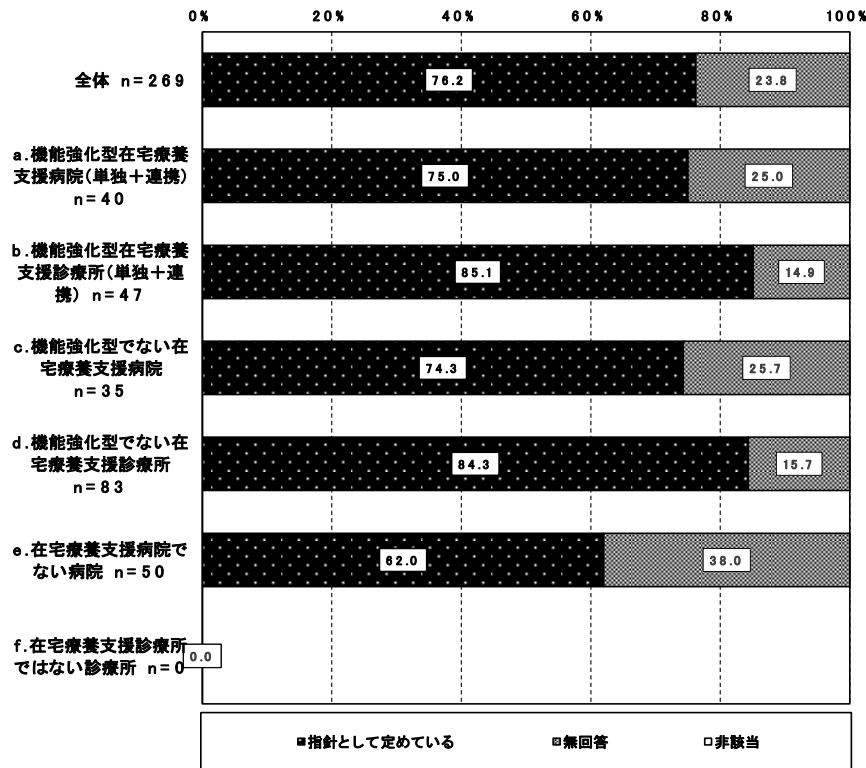 0% 20% 40% 60% 80% 100%
全体 n=269
76.2 23.8
a.機能強化型在宅療養
支援病院(単独+連携)
n=40
75.0 25.0
b.機能強化型在宅療養
支援診療所(単独+連
携) n=47
85.1 14.9
c.機能強化型でない在
宅療養支援病院
n=35
74.3 25.7
d.機能強化型でない在
宅療養支援診療所
n=83
84.3 15.7
e.在宅療養支援病院で
ない病院 n=50
62.0 38.0
f.在宅療養支援診療所
ではない診療所 n=0
0.0
指針として定めている 無回答 非該当